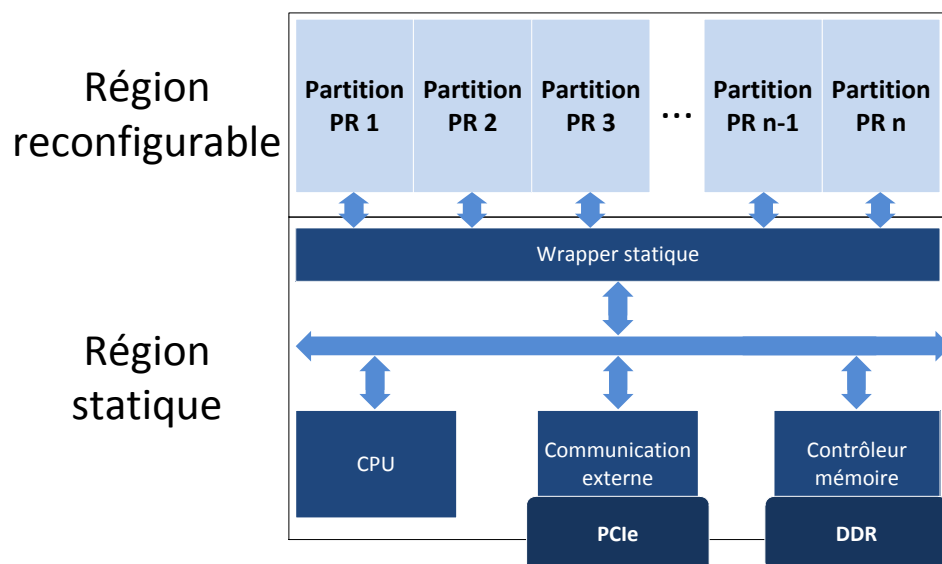 Région
reconfigurable
Partition
PR 1
Partition
PR 2
Partition
PR 3
...
Partition
PR n-1
Partition
PR n
Wrapper statique
Région
statique
CPU
Communication
externe
Contrôleur
mémoire
PCIe
DDR